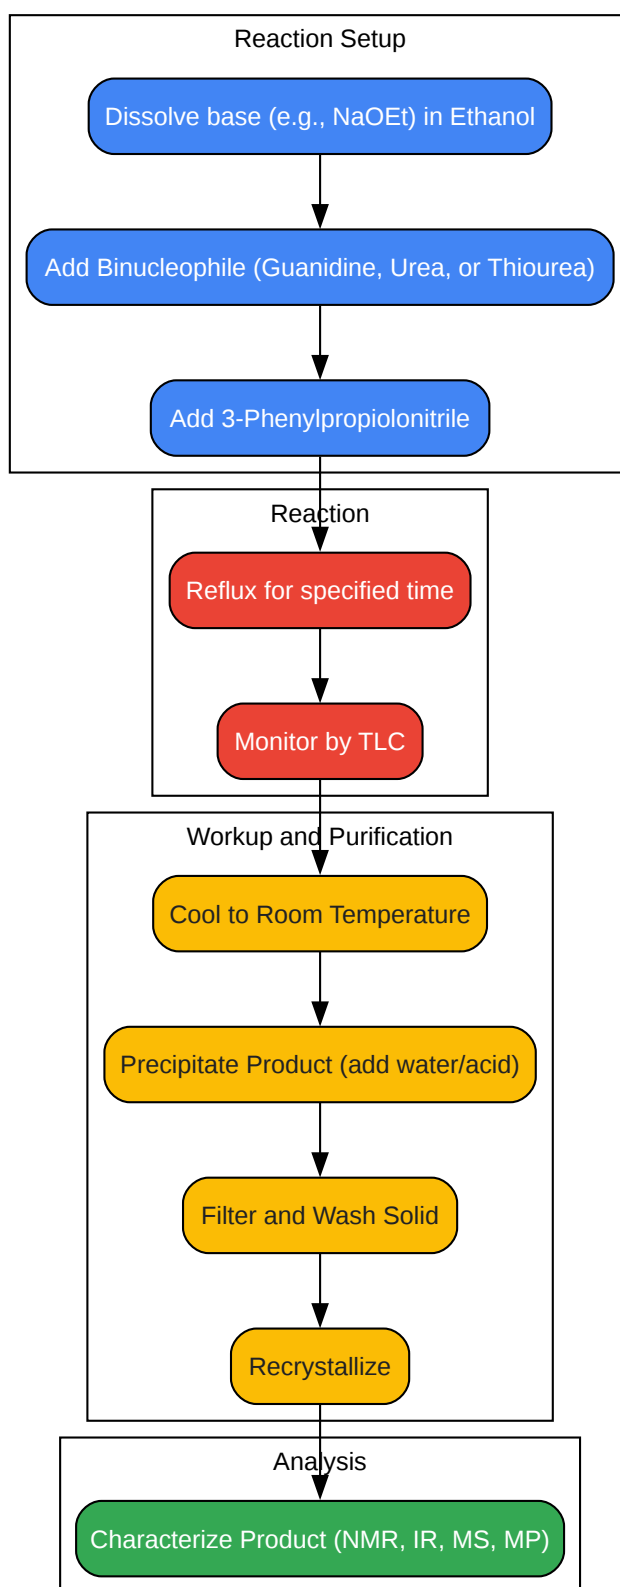 Reaction Setup
Dissolve base (e.g., NaOEt) in Ethanol
Add Binucleophile (Guanidine, Urea, or Thiourea)
Add 3-Phenylpropiolonitrile
Reaction
Reflux for specified time
Monitor by TLC
Workup and Purification
Cool to Room Temperature
Precipitate Product (add water/acid)
Filter and Wash Solid
Recrystallize
Analysis
Characterize Product (NMR, IR, MS, MP)